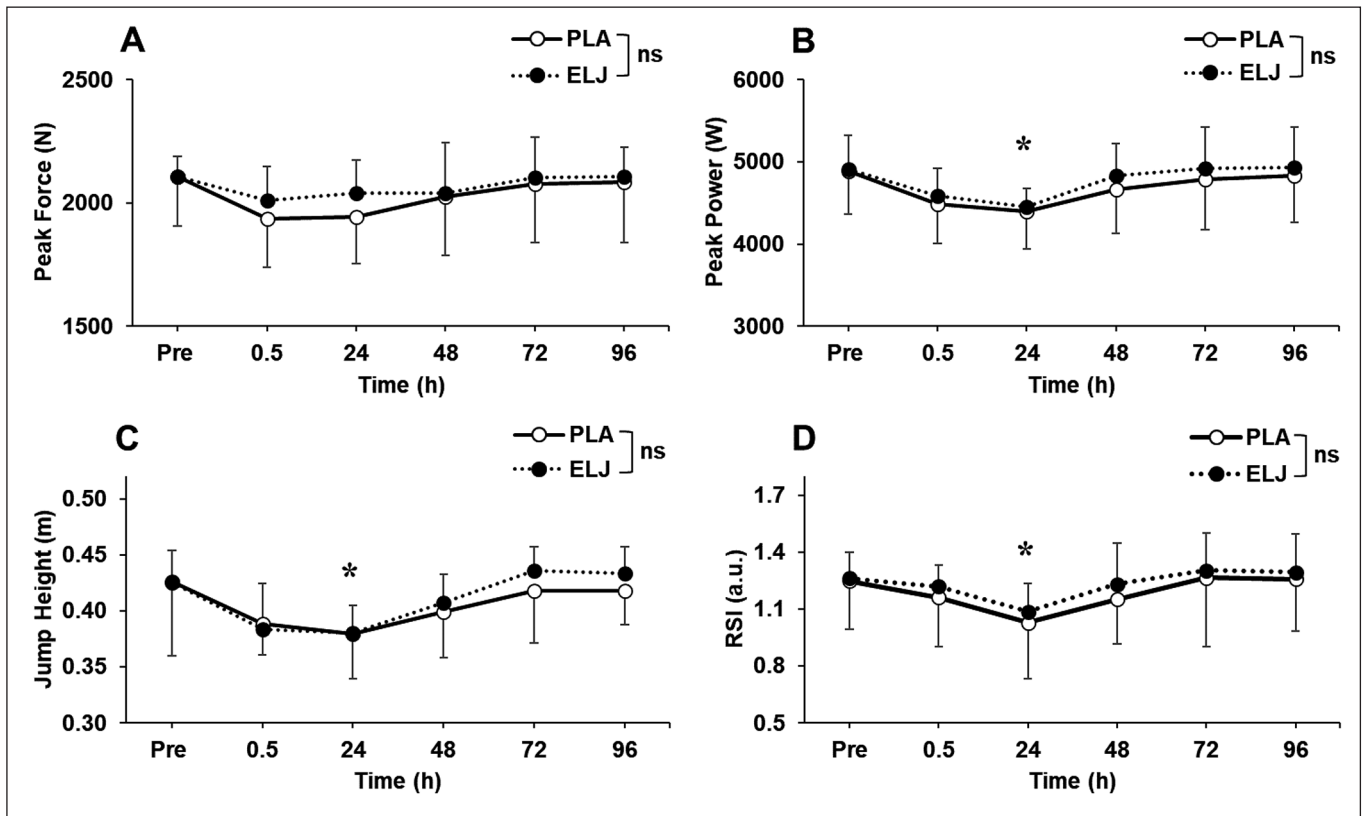 A
PLA
ELJ
ns
Peak Force (N)
2500
2000
1500
Pre 0.5 24 48 72 96
Time (h)
B
PLA
ELJ
ns
Peak Power (W)
6000
5000
4000
3000
*
Pre 0.5 24 48 72 96
Time (h)
C
PLA
ELJ
ns
Jump Height (m)
0.50
0.45
0.40
0.35
0.30
*
Pre 0.5 24 48 72 96
Time (h)
D
PLA
ELJ
ns
RSI (a.u.)
1.7
1.4
1.1
0.8
0.5
*
Pre 0.5 24 48 72 96
Time (h)